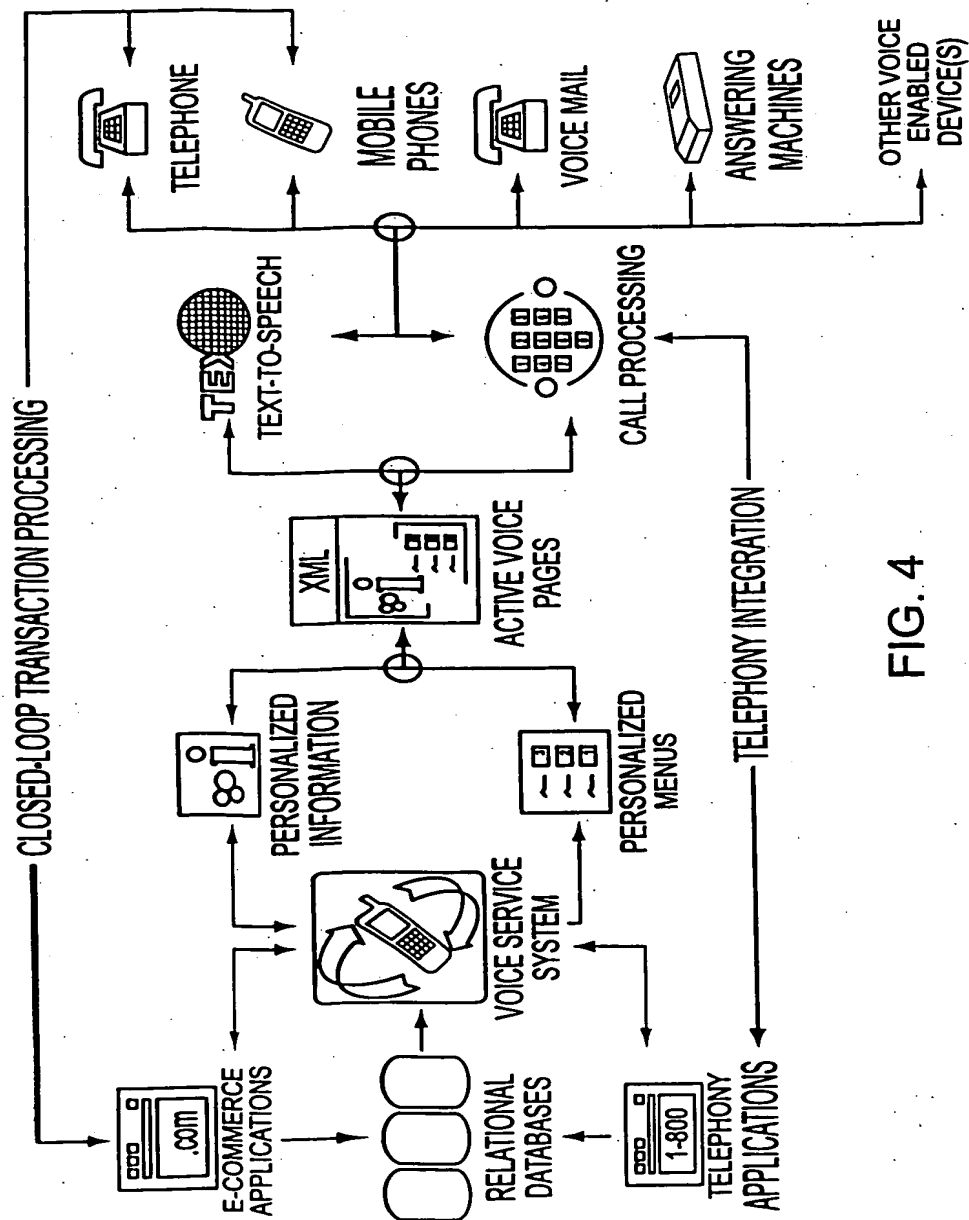 CLOSED-LOOP TRANSACTION PROCESSING
.com
E-COMMERCE
APPLICATIONS
RELATIONAL
DATABASES
1-800
TELEPHONY
APPLICATIONS
VOICE SERVICE
SYSTEM
PERSONALIZED
INFORMATION
PERSONALIZED
MENUS
XML
ACTIVE VOICE
PAGES
TEX
TEXT-TO-SPEECH
CALL PROCESSING
TELEPHONE
MOBILE
PHONES
VOICE MAIL
ANSWERING
MACHINES
OTHER VOICE
ENABLED
DEVICE(S)
TELEPHONY INTEGRATION
FIG. 4